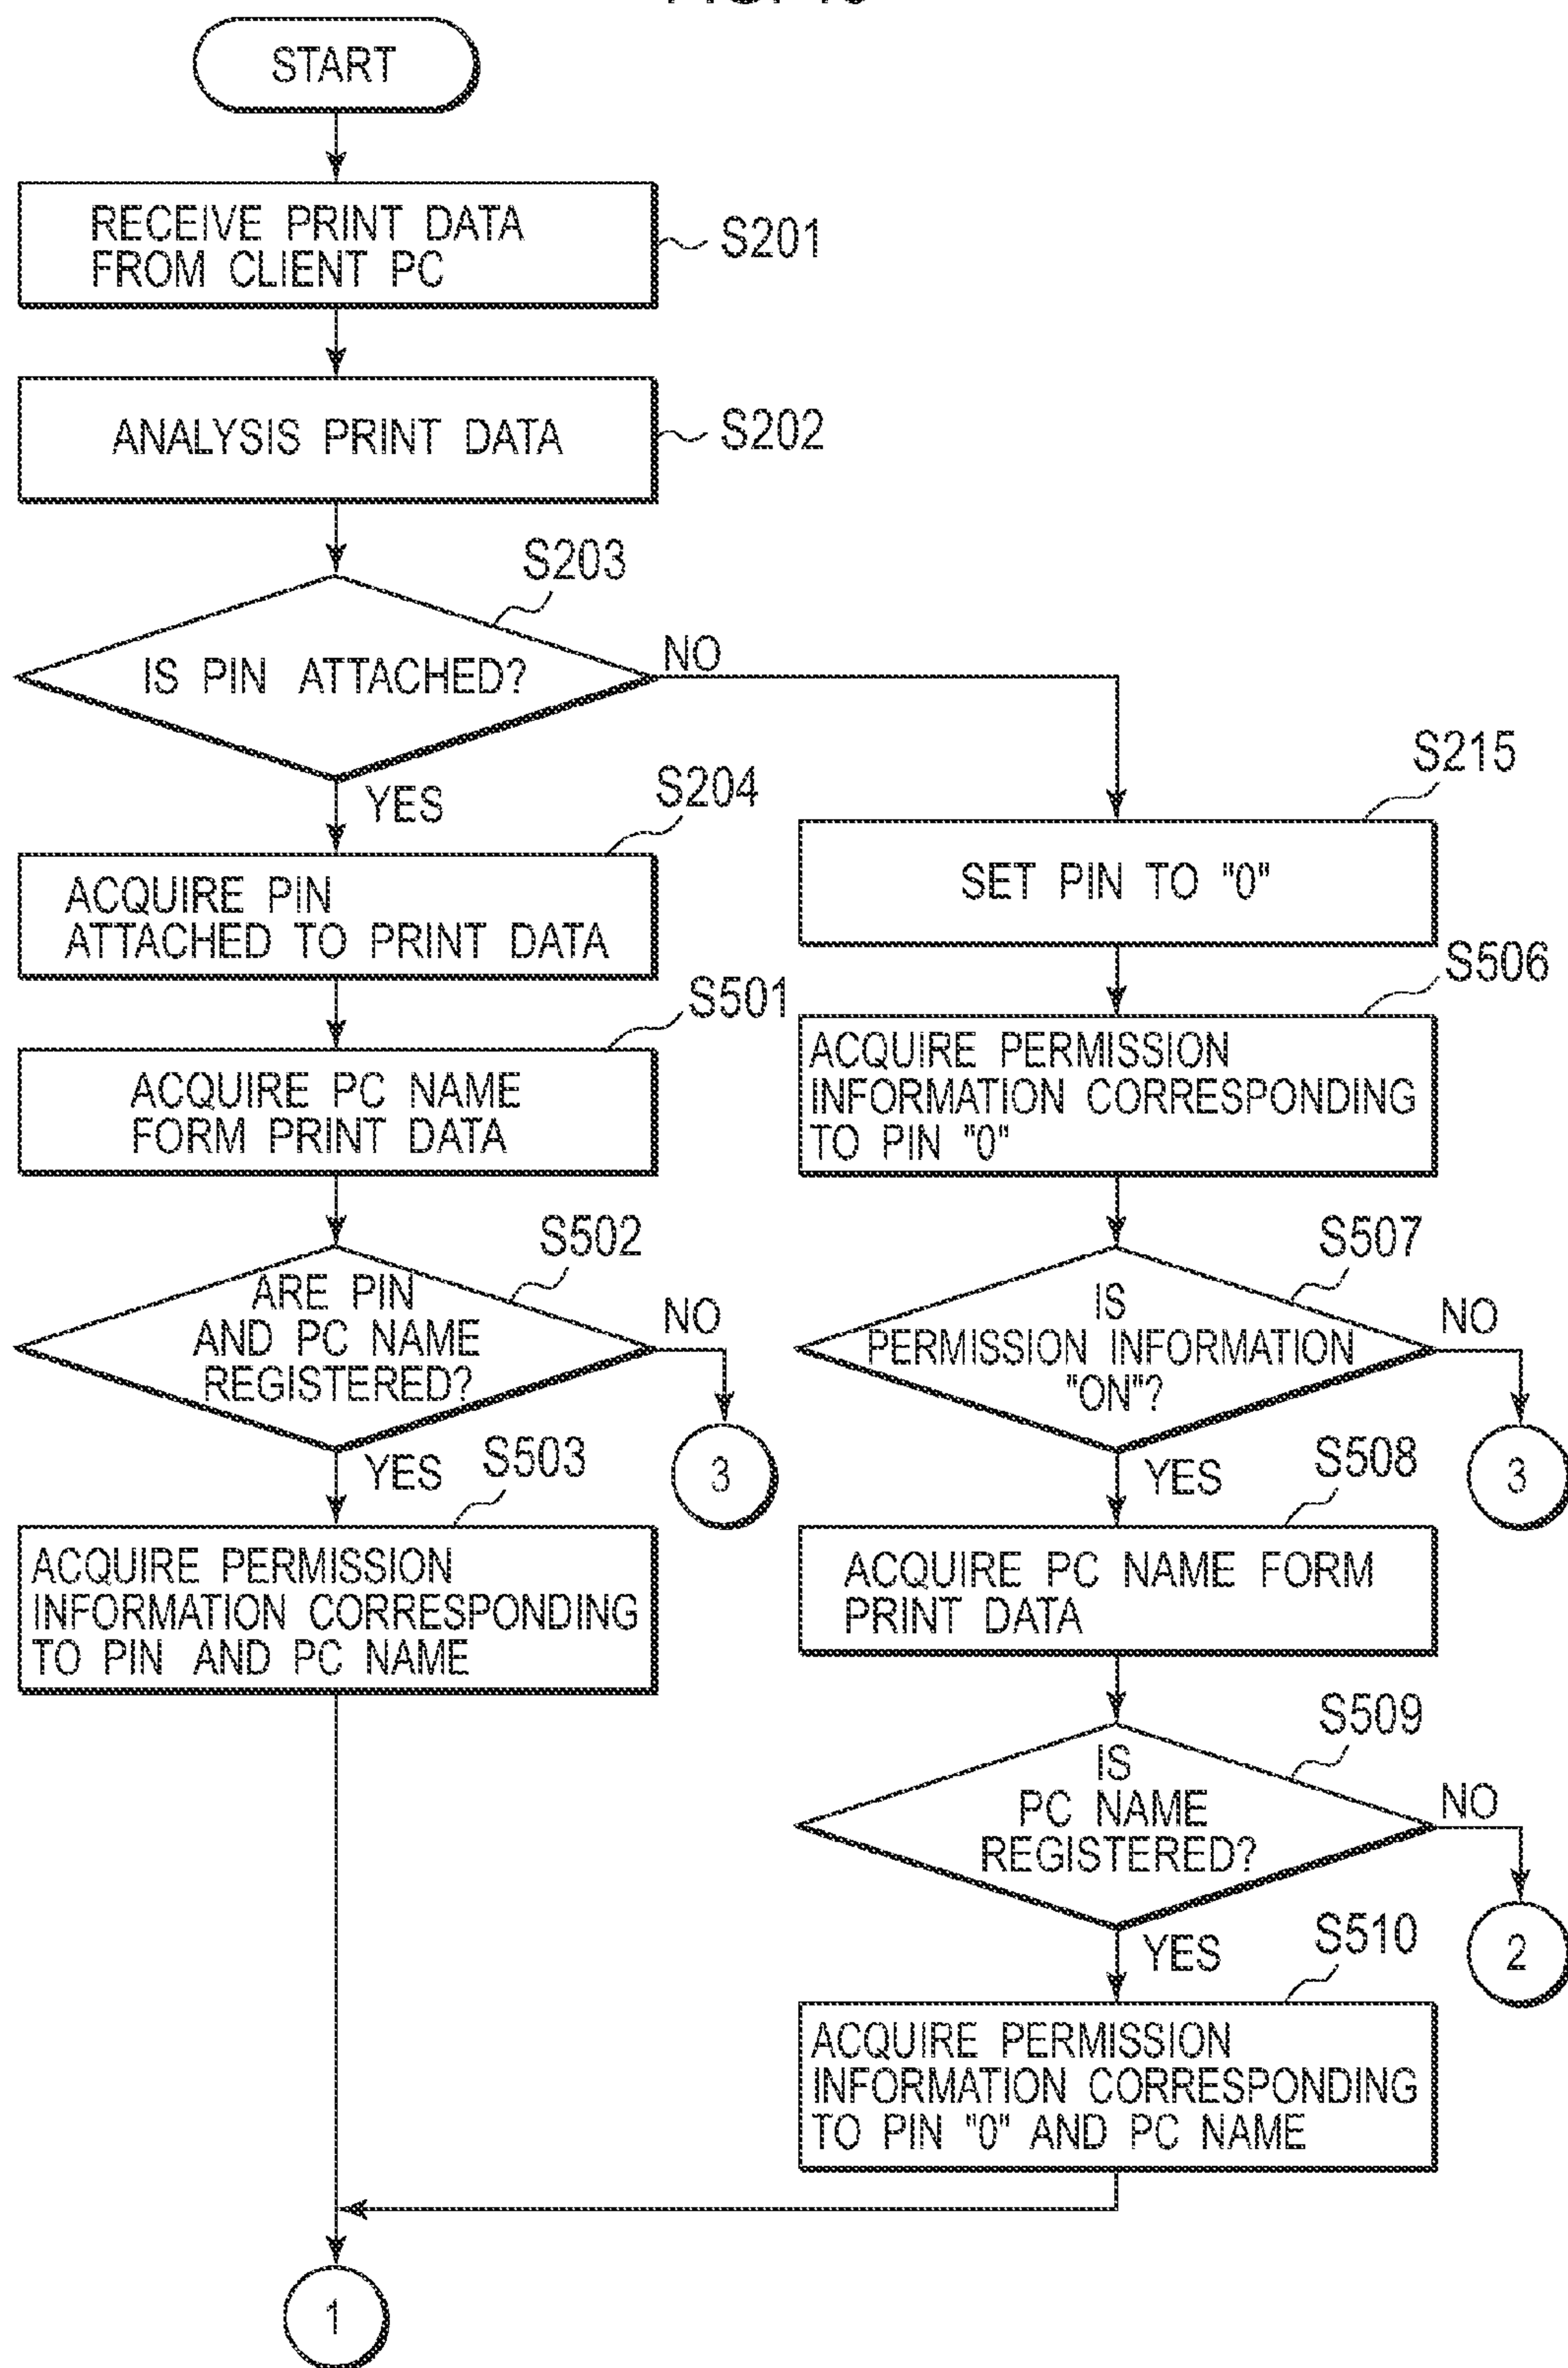 START
RECEIVE PRINT DATA
FROM CLIENT PC
S201
ANALYSIS PRINT DATA
S202
S203
IS PIN ATTACHED?
NO
YES
S204
ACQUIRE PIN
ATTACHED TO PRINT DATA
S215
SET PIN TO "0"
S501
ACQUIRE PC NAME
FORM PRINT DATA
S506
ACQUIRE PERMISSION
INFORMATION CORRESPONDING
TO PIN "0"
S502
ARE PIN
AND PC NAME
REGISTERED?
NO
3
YES
S507
IS
PERMISSION INFORMATION
"ON"?
NO
3
YES
S503
ACQUIRE PERMISSION
INFORMATION CORRESPONDING
TO PIN AND PC NAME
S508
ACQUIRE PC NAME FORM
PRINT DATA
S509
IS
PC NAME
REGISTERED?
NO
2
YES
S510
ACQUIRE PERMISSION
INFORMATION CORRESPONDING
TO PIN "0" AND PC NAME
1